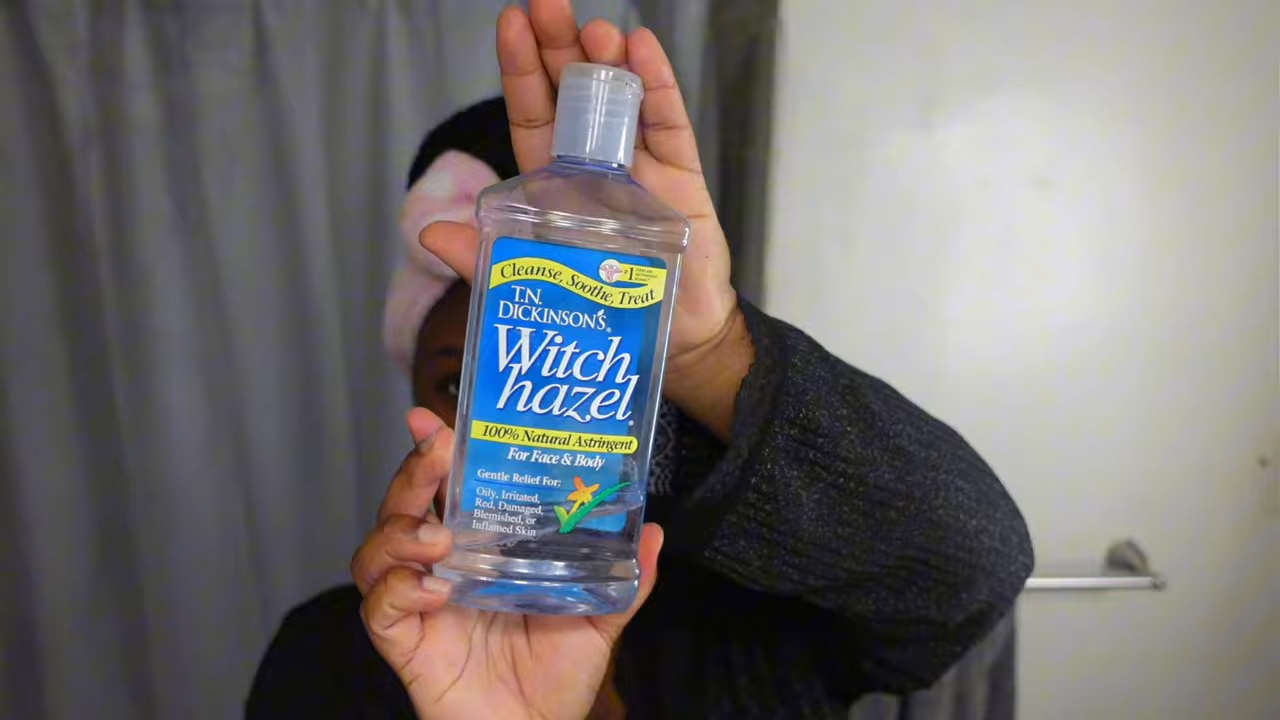 Cleanse, Soothe, Treat
#1
T.N.
DICKINSON'S®
Witch
hazel®
100% Natural Astringent
For Face & Body
Gentle Relief For:
Oily, Irritated,
Red, Damaged,
Blemished, or
Inflamed Skin